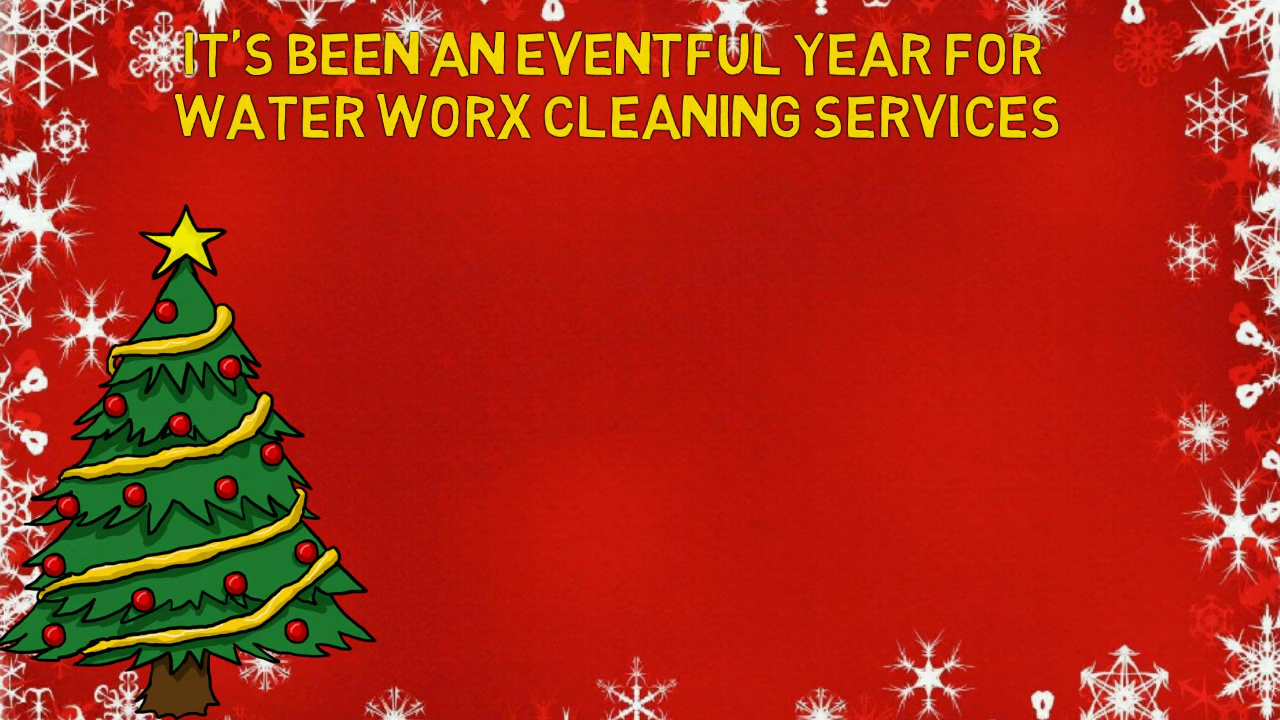 IT'S BEEN AN EVENTFUL YEAR FOR
WATER WORX CLEANING SERVICES